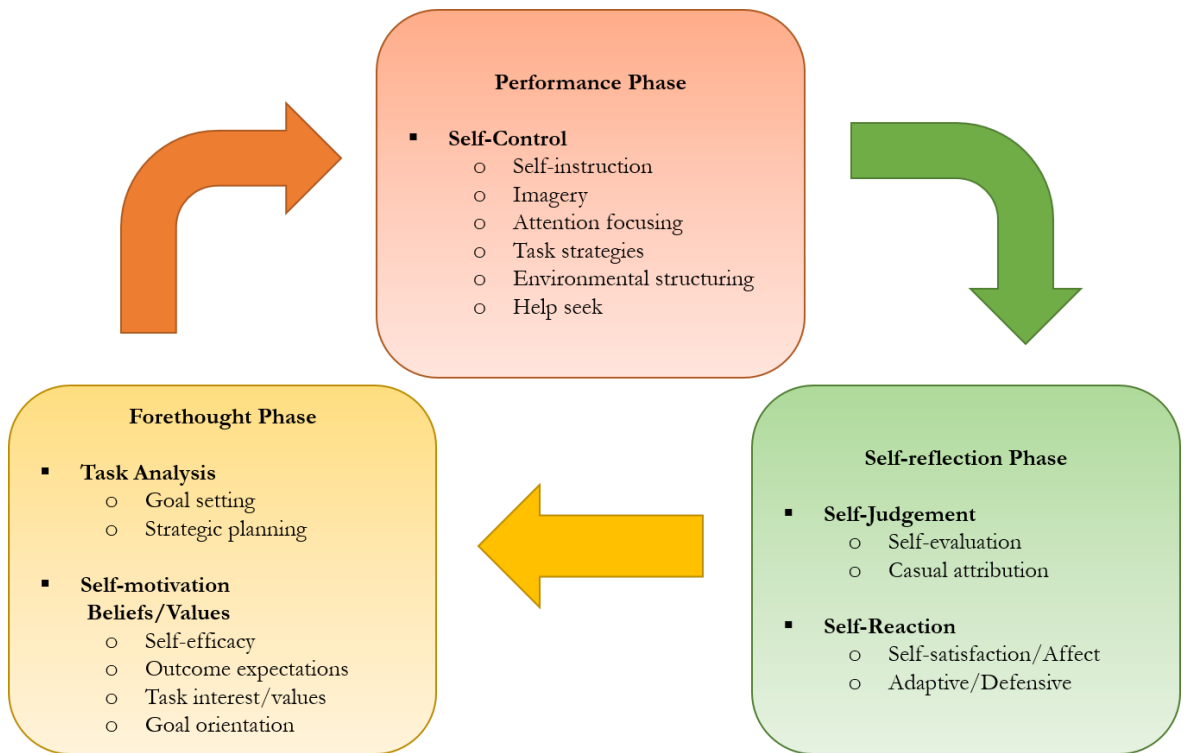 Performance Phase
▪ Self-Control
o Self-instruction
o Imagery
o Attention focusing
o Task strategies
o Environmental structuring
o Help seek
Forethought Phase
▪ Task Analysis
o Goal setting
o Strategic planning
▪ Self-motivation
Beliefs/Values
o Self-efficacy
o Outcome expectations
o Task interest/values
o Goal orientation
Self-reflection Phase
▪ Self-Judgement
o Self-evaluation
o Casual attribution
▪ Self-Reaction
o Self-satisfaction/Affect
o Adaptive/Defensive